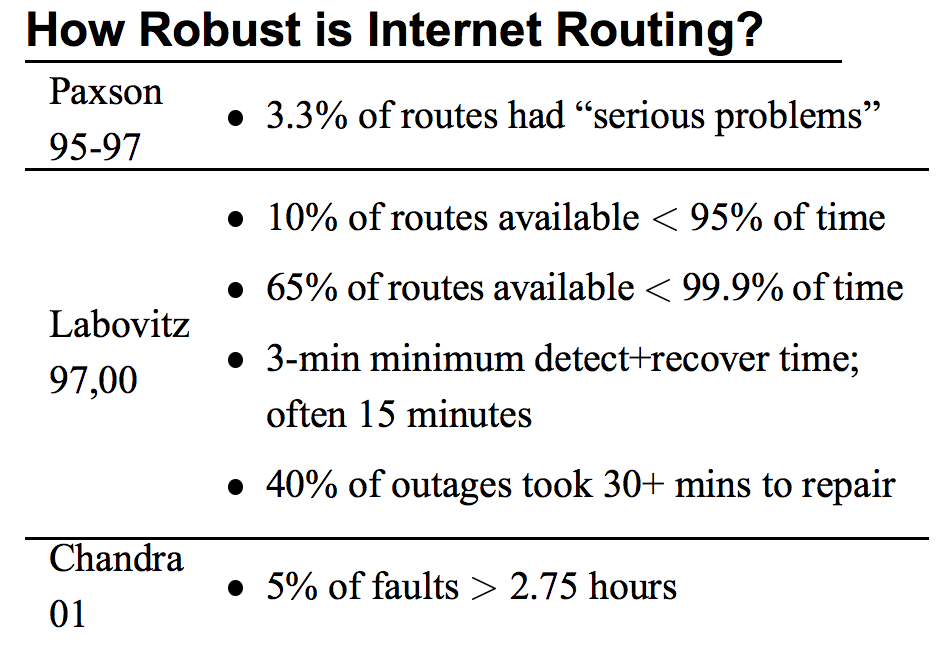 How Robust is Internet Routing?
Paxson
95-97
• 3.3% of routes had “serious problems”
Labovitz
97,00
• 10% of routes available < 95% of time
• 65% of routes available < 99.9% of time
• 3-min minimum detect+recover time;
often 15 minutes
• 40% of outages took 30+ mins to repair
Chandra
01
• 5% of faults > 2.75 hours